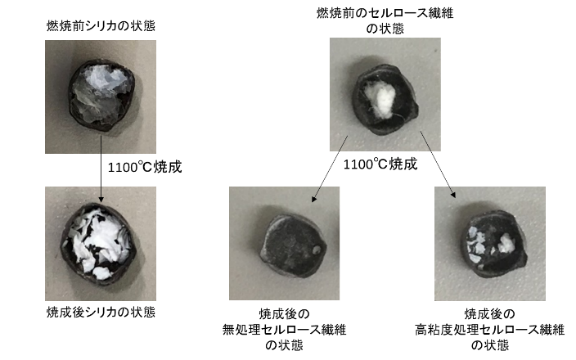 燃焼前シリカの状態
1100℃焼成
焼成後シリカの状態
燃焼前のセルロース繊維
の状態
1100℃焼成
焼成後の
無処理セルロース繊維
の状態
焼成後の
高粘度処理セルロース繊維
の状態